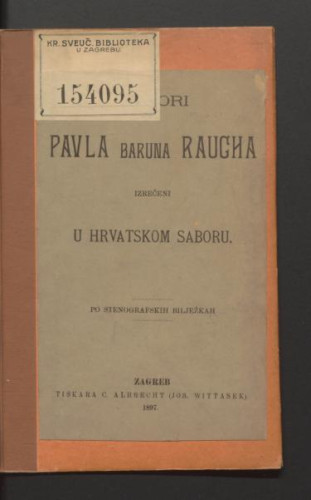 KR. SVEUČ. BIBLIOTEKA
U ZAGREBU
154095
ORI
PAVLA BARUNA RAUCHA
IZREČENI
U HRVATSKOM SABORU.
PO STENOGRAFSKIH BILJEŽKAH
ZAGREB
TISKARA C. ALBRECHT (JOS. WITTASEK)
1897.